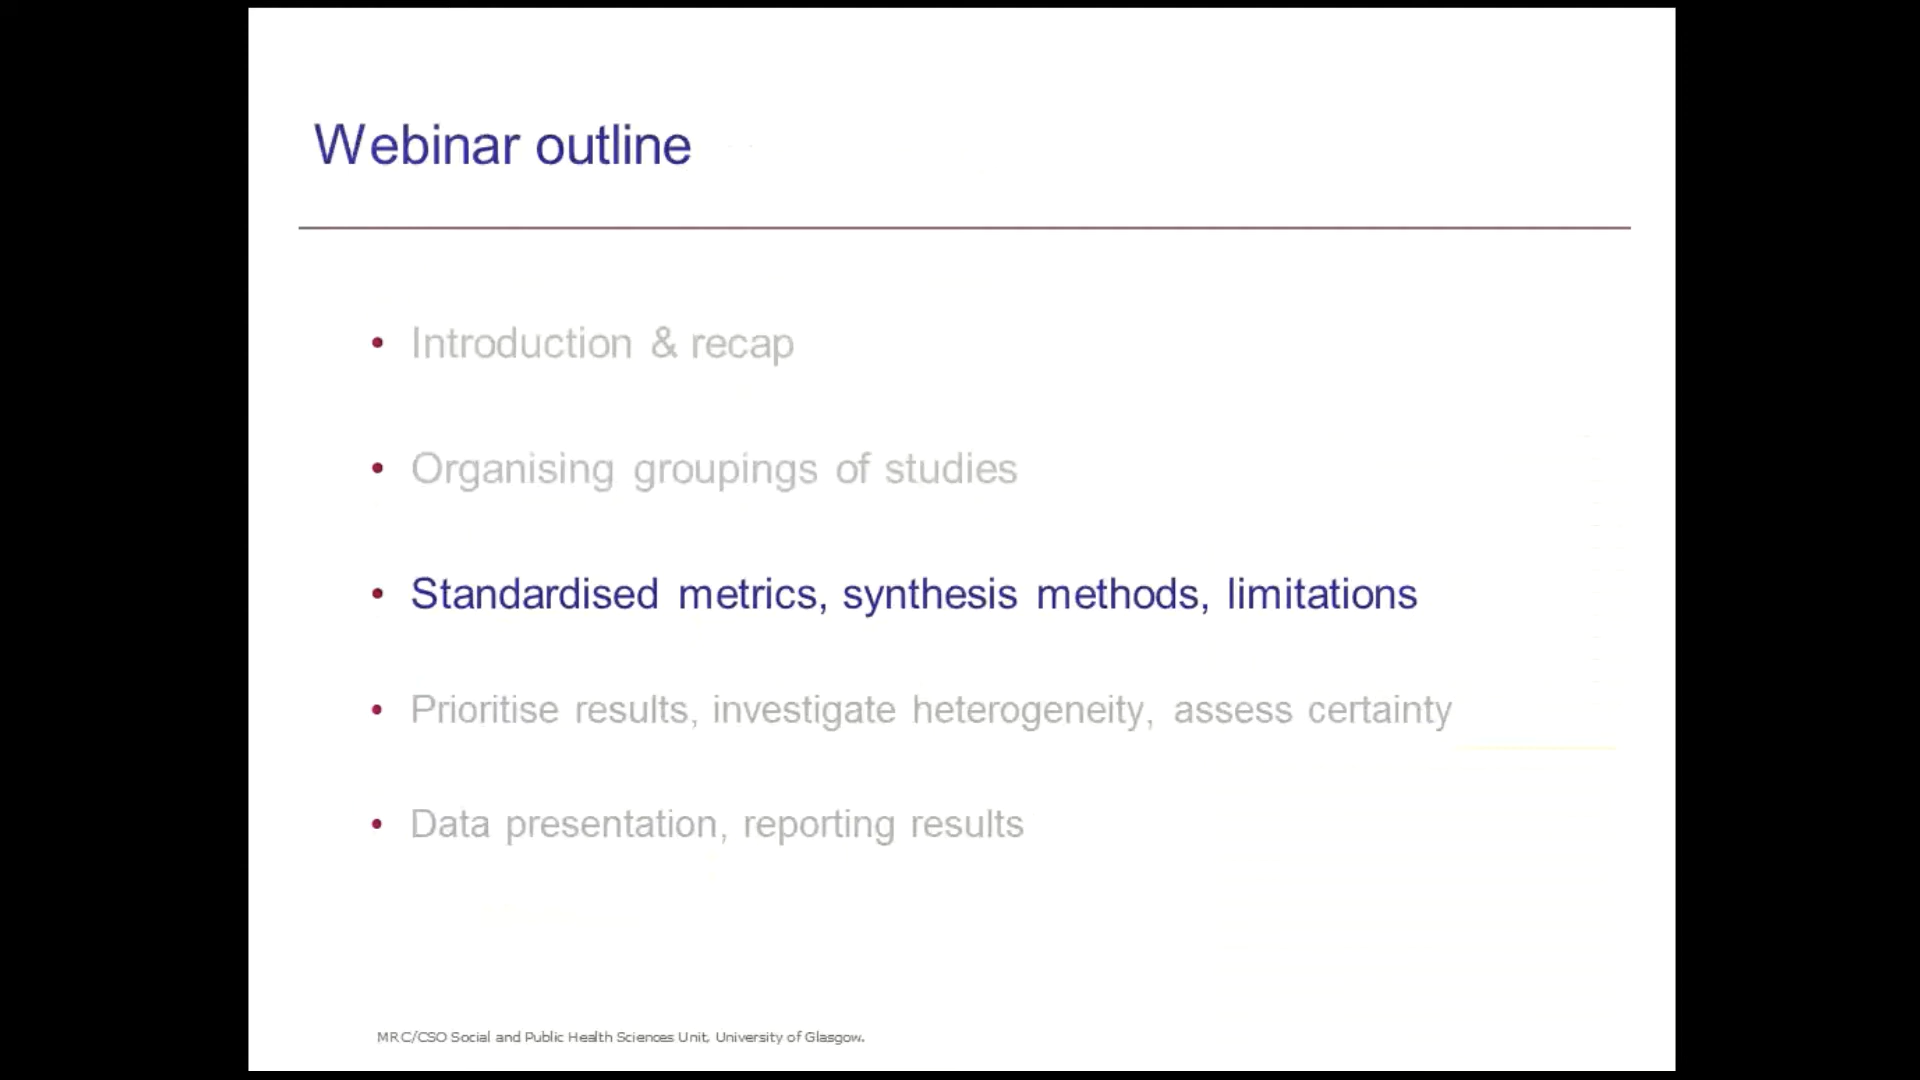 Webinar outline
• Introduction & recap
• Organising groupings of studies
• Standardised metrics, synthesis methods, limitations
• Prioritise results, investigate heterogeneity, assess certainty
• Data presentation, reporting results
MRC/CSO Social and Public Health Sciences Unit, University of Glasgow.